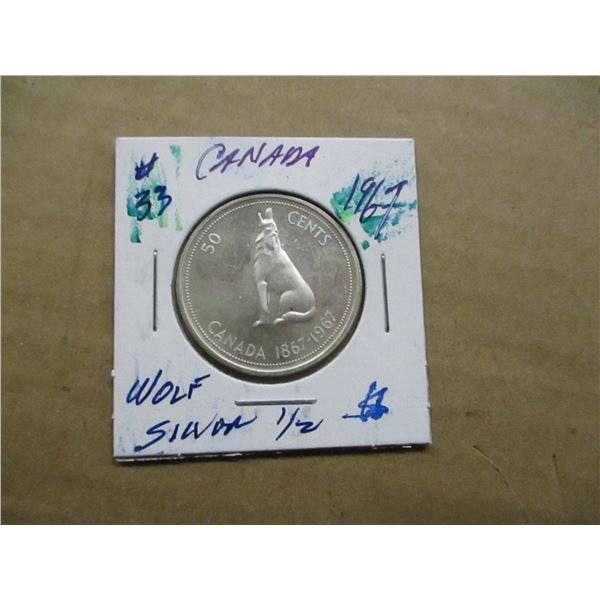 # CANADA
33 1967
50 CENTS
CANADA 1867-1967
WOLF
SILVER 1/2 $